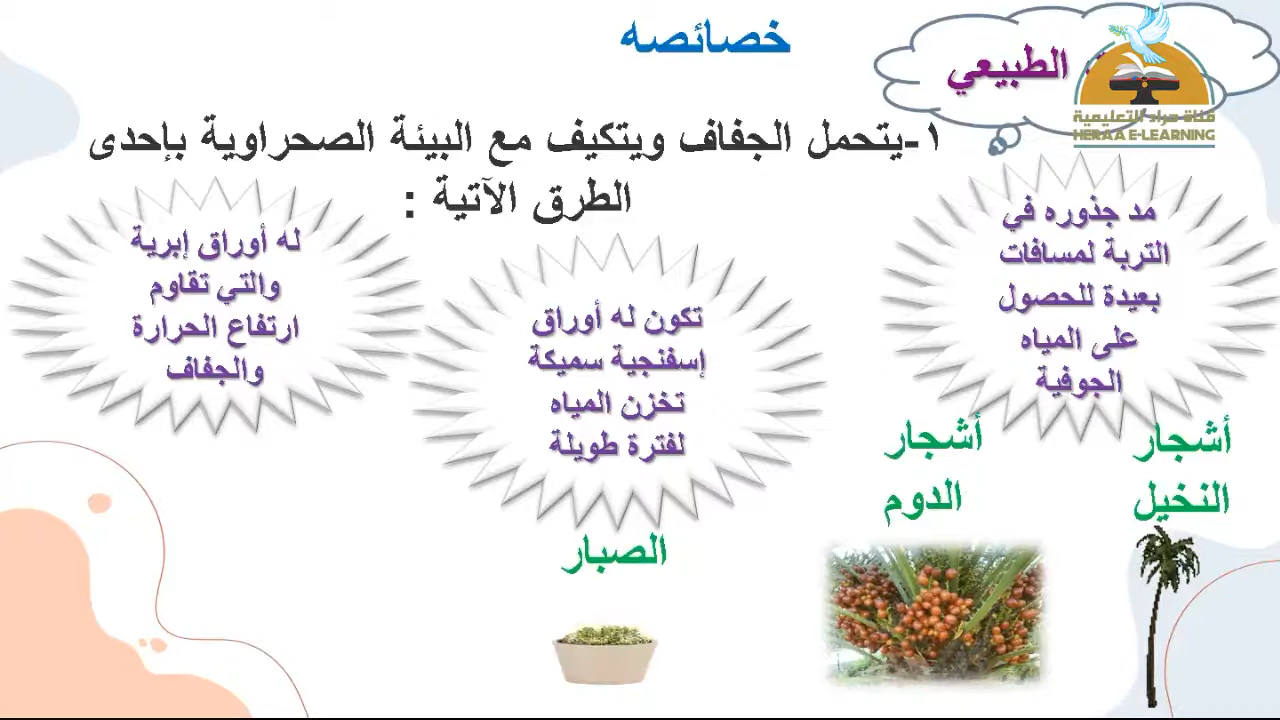 خصائصه
الطبيعي
قناة حراء التعليمية
HERAA E-LEARNING
١-يتحمل الجفاف ويتكيف مع البيئة الصحراوية بإحدى
الطرق الآتية :
مد جذوره في
التربة لمسافات
بعيدة للحصول
على المياه
الجوفية
أشجار
النخيل
أشجار
الدوم
تكون له أوراق
إسفنجية سميكة
تخزن المياه
لفترة طويلة
الصبار
له أوراق إبرية
والتي تقاوم
ارتفاع الحرارة
والجفاف